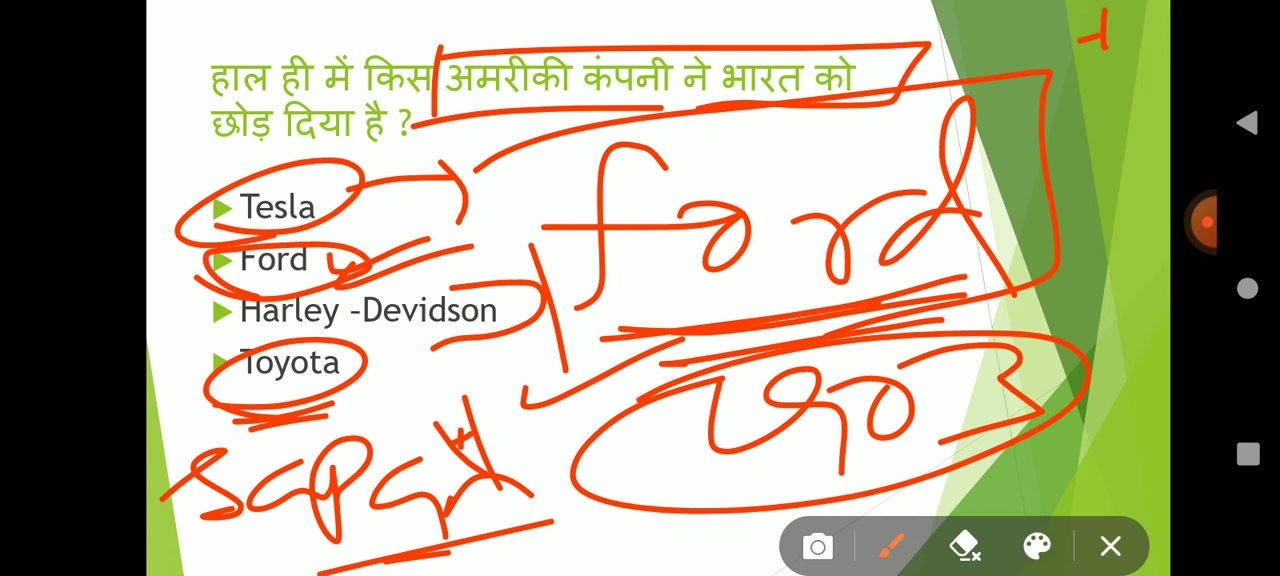 हाल ही में किस अमरीकी कंपनी ने भारत को
छोड़ दिया है ?
Tesla
Ford
Harley -Devidson
Toyota
ford